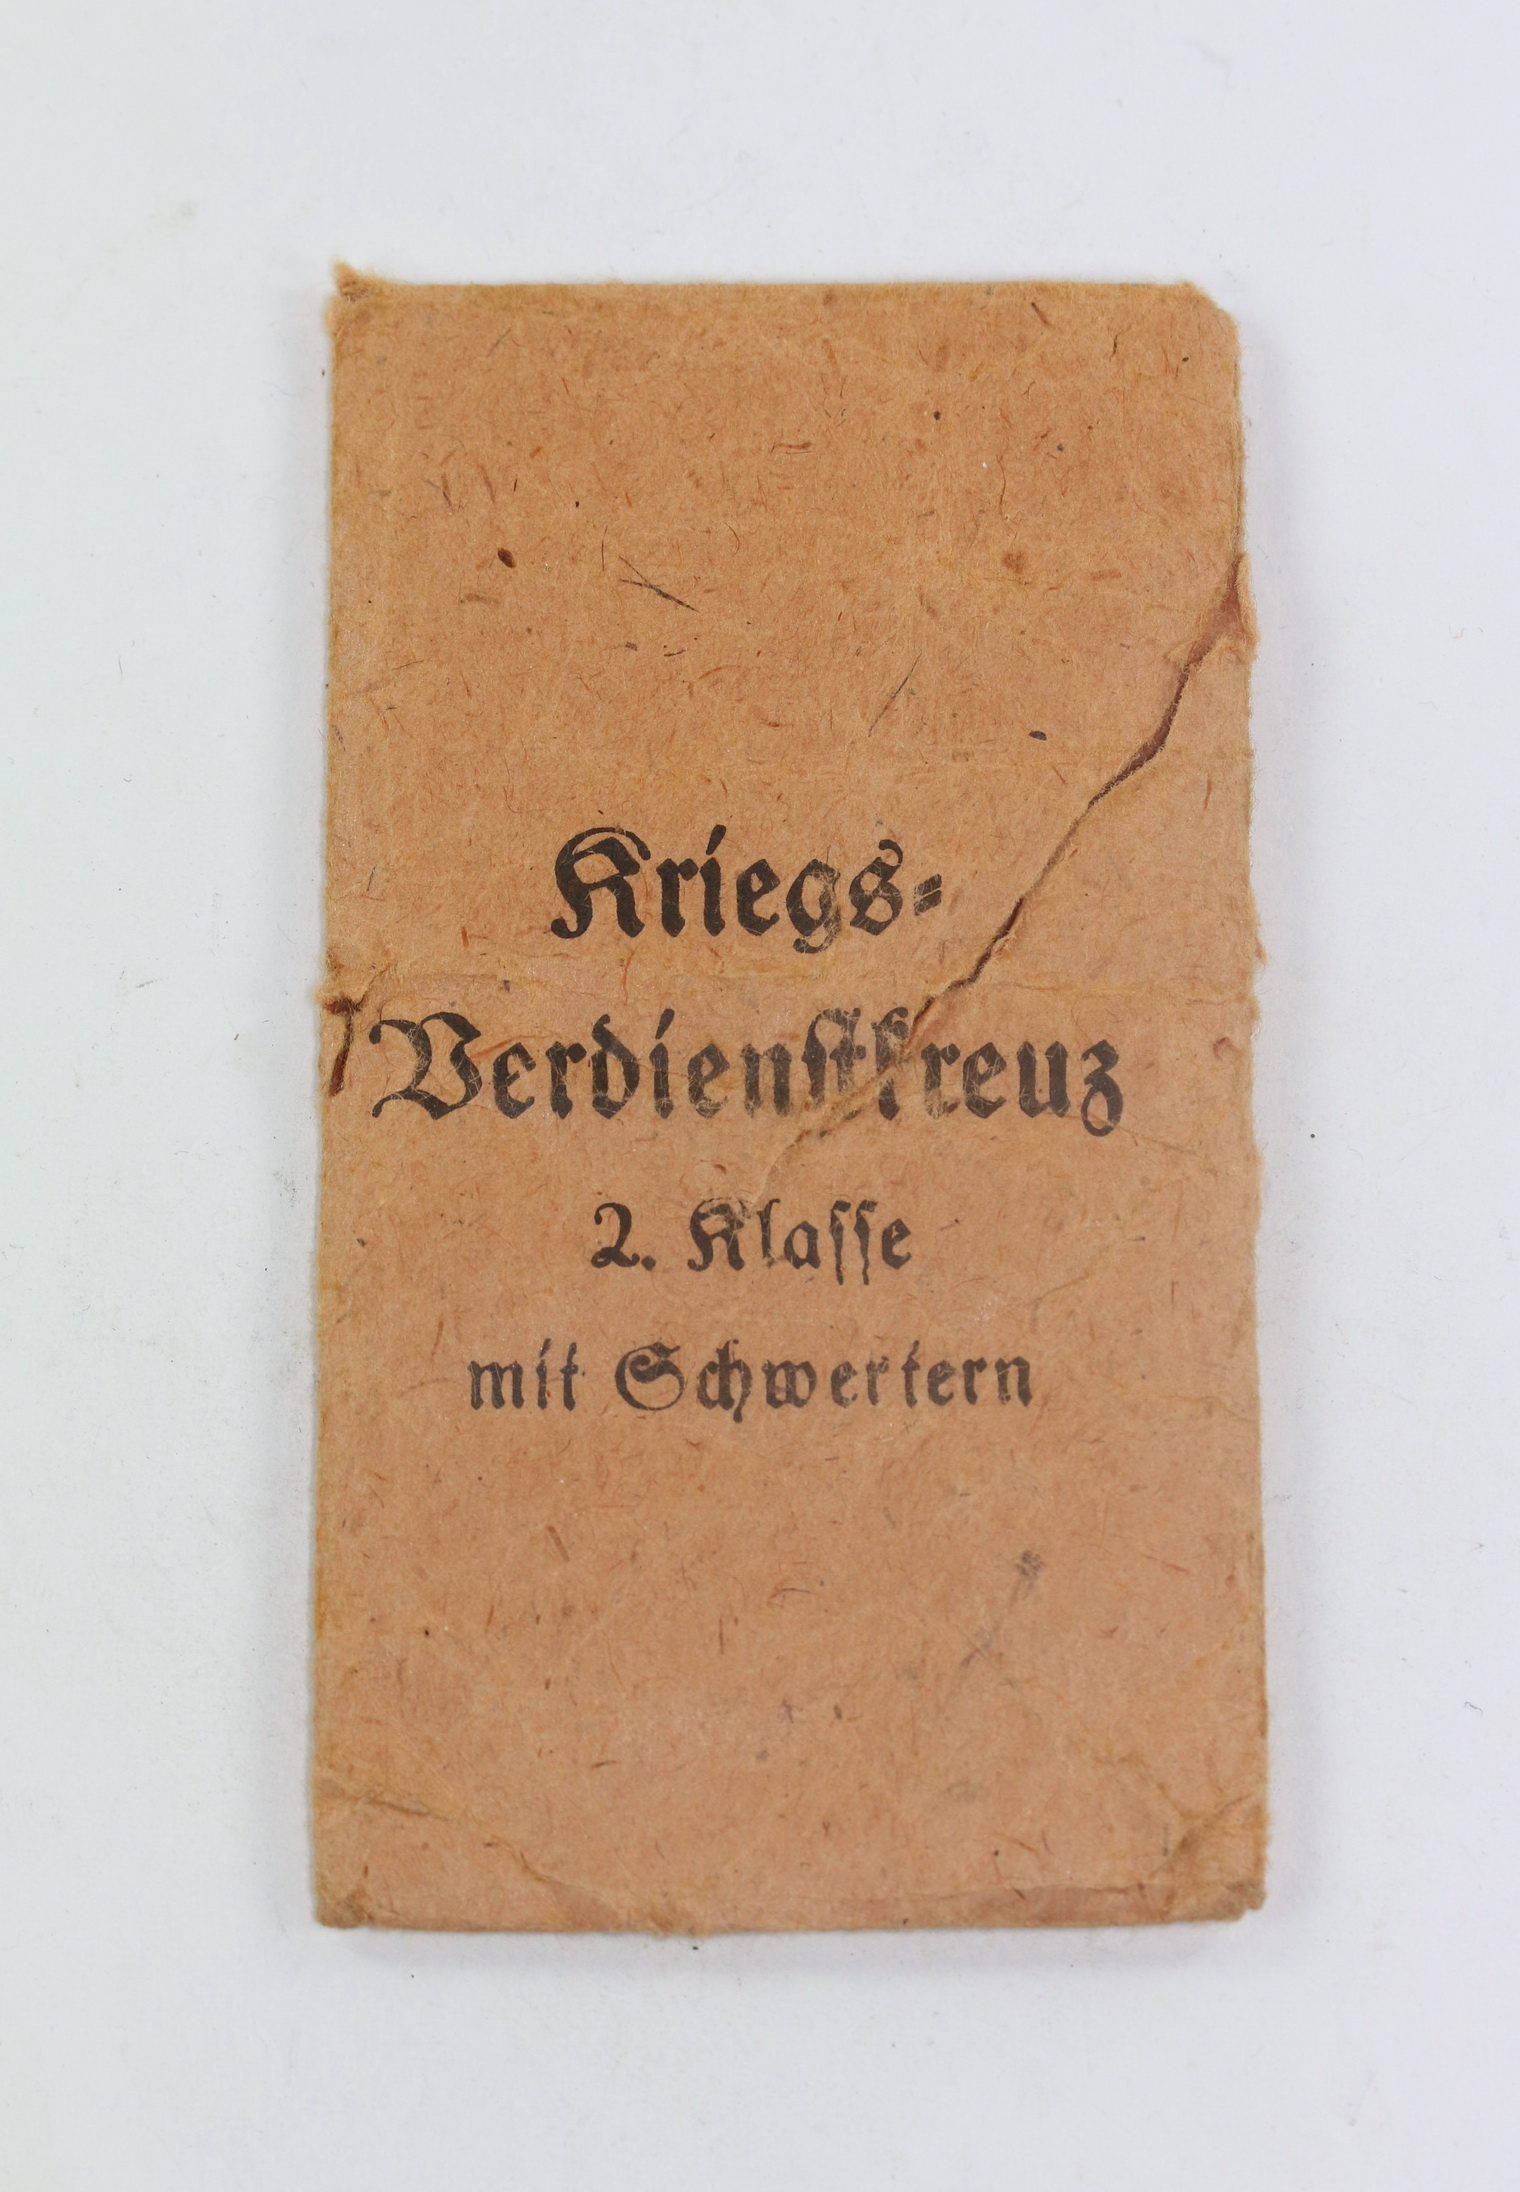 Kriegs-
Verdienstkreuz
2. Klasse
mit Schwertern